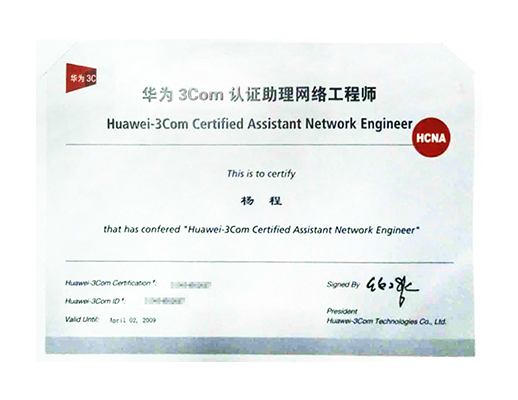 华为 3C
华为 3Com 认证助理网络工程师
Huawei-3Com Certified Assistant Network Engineer
HCNA
This is to certify
杨 程
that has confered "Huawei-3Com Certified Assistant Network Engineer"
Huawei-3Com Certification #:
Signed By
Huawei-3Com ID #:
President
Valid Until: April 02, 2009
Huawei-3Com Technologies Co., Ltd.